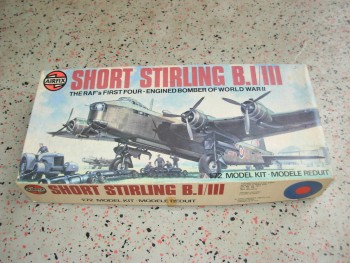 AIRFIX
SHORT STIRLING B.I/III
THE RAF's FIRST FOUR-ENGINED BOMBER OF WORLD WAR II
1/72 MODEL KIT · MODELE REDUIT
AIRFIX
SHORT STIRLING B.I/III
1/72 MODEL KIT · MODELE REDUIT